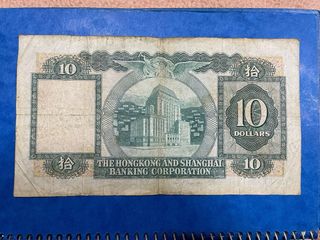 10
拾
10
DOLLARS
拾
THE HONGKONG AND SHANGHAI
BANKING CORPORATION
10